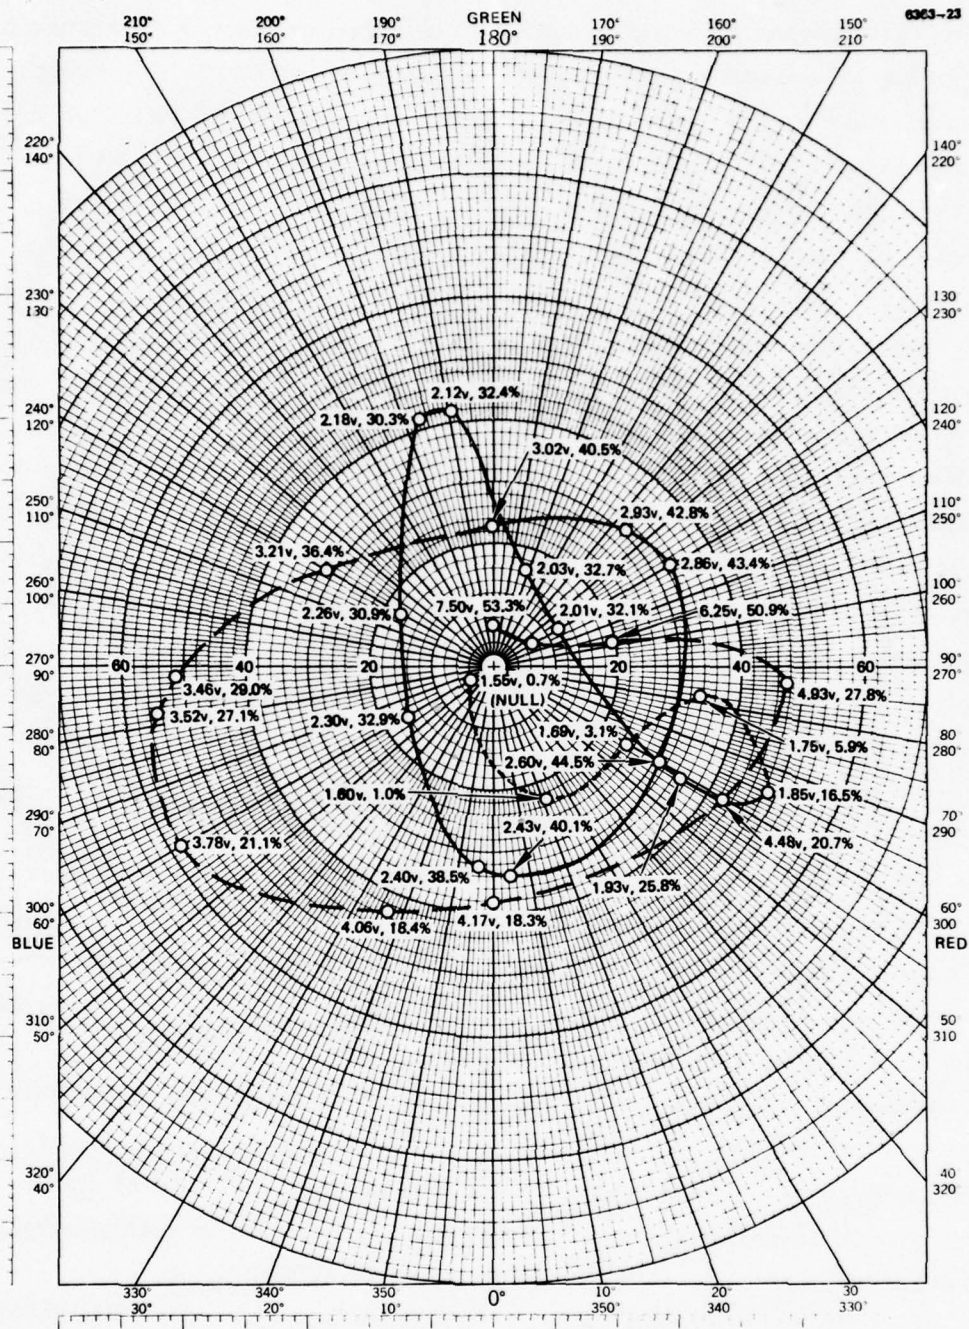 6363-23
GREEN
210° 200° 190° 170° 160° 150°
150° 160° 170° 180° 190° 200° 210°
220° 140°
140° 220°
230° 130
130° 230°
240° 120°
120° 240°
250° 110°
110° 250°
260° 100°
100° 260°
270° 90°
90° 270°
280° 80
80° 280°
290° 70°
70° 290°
300° 60°
60° 300
BLUE RED
310° 50
50° 310
320° 40
40° 320°
2.12v, 32.4%
2.18v, 30.3%
3.02v, 40.5%
2.93v, 42.8%
3.21v, 36.4%
2.03v, 32.7%
2.86v, 43.4%
2.26v, 30.9%
7.50v, 53.3%
2.01v, 32.1%
6.25v, 50.9%
60 40 20 20 40 60
1.55v, 0.7%
(NULL)
3.46v, 29.0%
4.93v, 27.8%
3.52v, 27.1%
2.30v, 32.9%
1.69v, 3.1%
1.75v, 5.9%
2.60v, 44.5%
1.60v, 1.0%
1.85v, 16.5%
2.43v, 40.1%
3.78v, 21.1%
4.48v, 20.7%
2.40v, 38.5%
1.93v, 25.8%
4.06v, 18.4%
4.17v, 18.3%
330° 340° 350° 0° 350° 340 330°
30° 20° 10° 20° 30